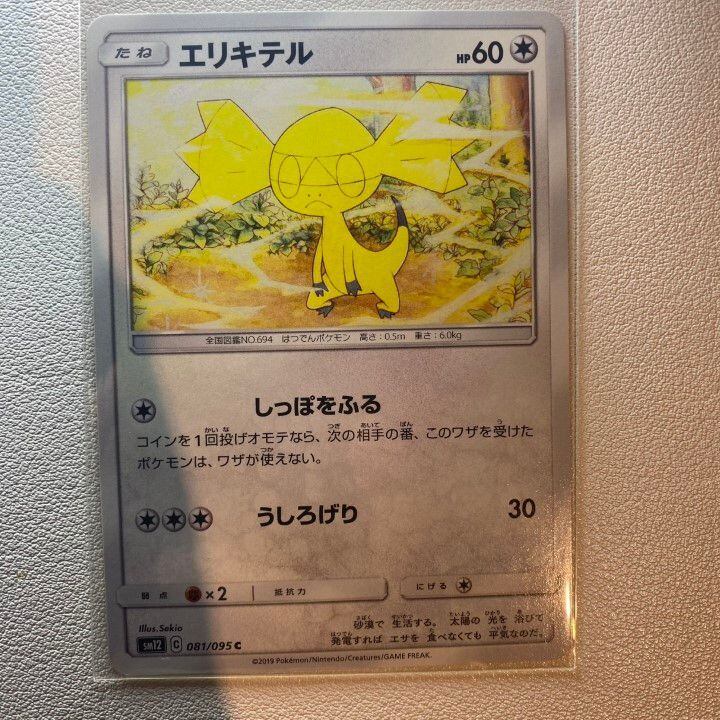 たね エリキテル HP60
全国図鑑NO.694 はつでんポケモン 高さ:0.5m 重さ:6.0kg
しっぽをふる
コインを1回投げオモテなら、次の相手の番、このワザを受けた
ポケモンは、ワザが使えない。
うしろげり 30
弱点 ×2 抵抗力 にげる
Illus.Sekio
砂漠で生活する。太陽の光を浴びて
発電すればエサを食べなくても平気なのだ。
sm12 C 081/095 C
©2019 Pokémon/Nintendo/Creatures/GAME FREAK.